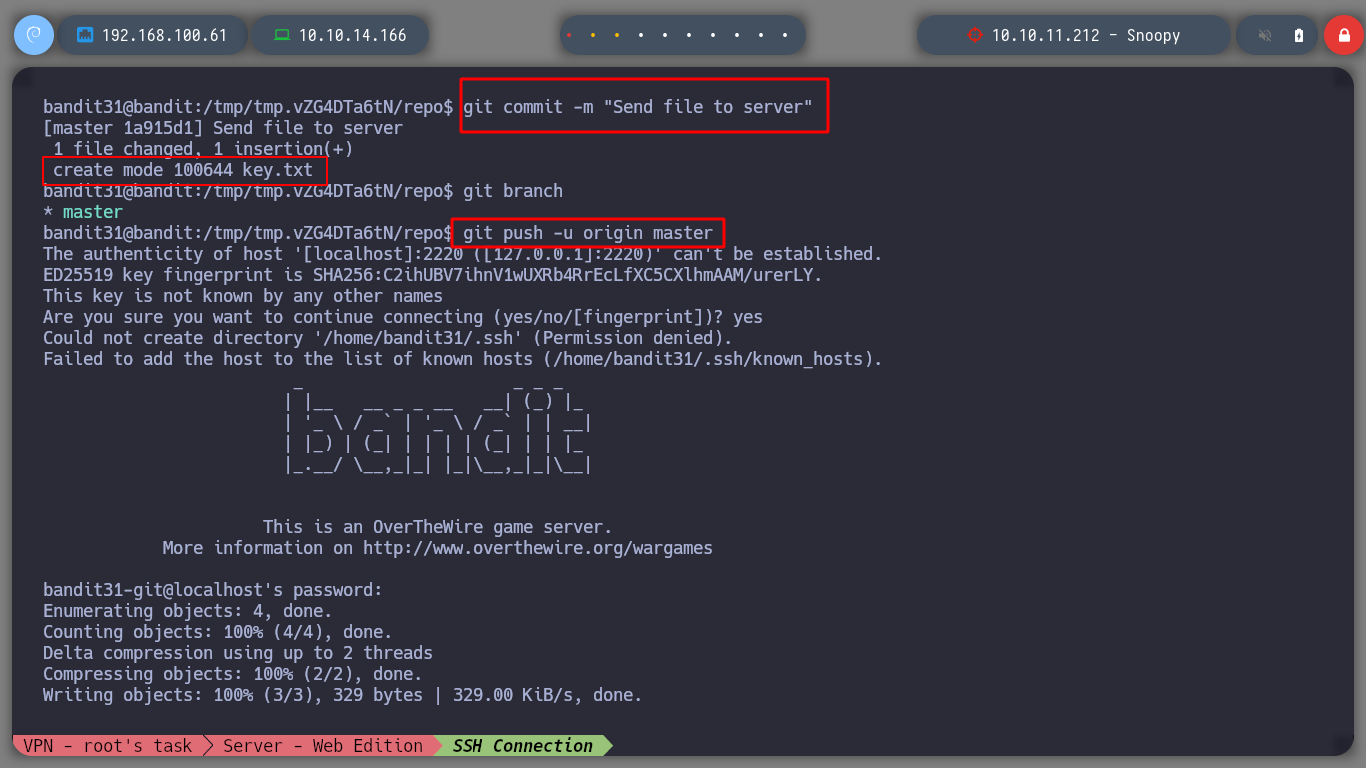 192.168.100.61 10.10.14.166 10.10.11.212 - Snoopy
bandit31@bandit:/tmp/tmp.vZG4DTa6tN/repo$ git commit -m "Send file to server"
[master 1a915d1] Send file to server
 1 file changed, 1 insertion(+)
 create mode 100644 key.txt
bandit31@bandit:/tmp/tmp.vZG4DTa6tN/repo$ git branch
* master
bandit31@bandit:/tmp/tmp.vZG4DTa6tN/repo$ git push -u origin master
The authenticity of host '[localhost]:2220 ([127.0.0.1]:2220)' can't be established.
ED25519 key fingerprint is SHA256:C2ihUBV7ihnV1wUXRb4RrEcLfXC5CXlhmAAM/urerLY.
This key is not known by any other names
Are you sure you want to continue connecting (yes/no/[fingerprint])? yes
Could not create directory '/home/bandit31/.ssh' (Permission denied).
Failed to add the host to the list of known hosts (/home/bandit31/.ssh/known_hosts).
                         _                     _ _ _
                        | |__   __ _ _ __   __| (_) |_
                        | '_ \ / _` | '_ \ / _` | | __|
                        | |_) | (_| | | | | (_| | | |_
                        |_.__/ \__,_|_| |_|\__,_|_|\__|
This is an OverTheWire game server.
More information on http://www.overthewire.org/wargames
bandit31-git@localhost's password:
Enumerating objects: 4, done.
Counting objects: 100% (4/4), done.
Delta compression using up to 2 threads
Compressing objects: 100% (2/2), done.
Writing objects: 100% (3/3), 329 bytes | 329.00 KiB/s, done.
VPN - root's task Server - Web Edition SSH Connection